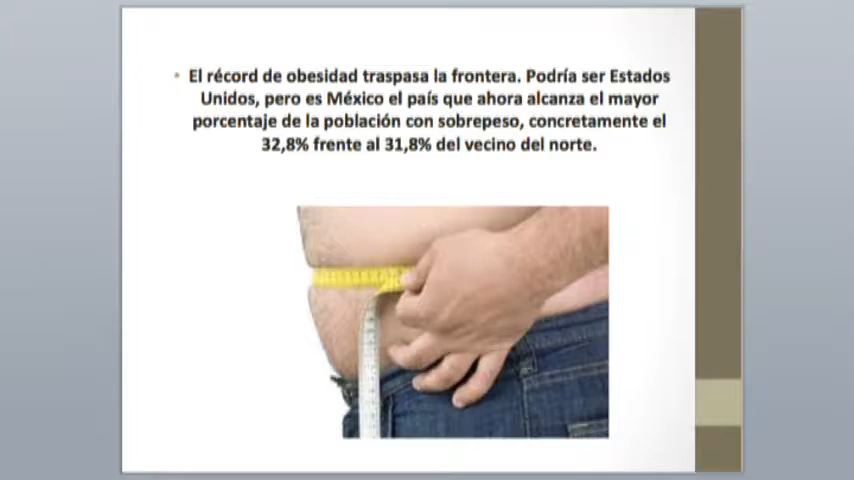 El récord de obesidad traspasa la frontera. Podría ser Estados
Unidos, pero es México el país que ahora alcanza el mayor
porcentaje de la población con sobrepeso, concretamente el
32,8% frente al 31,8% del vecino del norte.